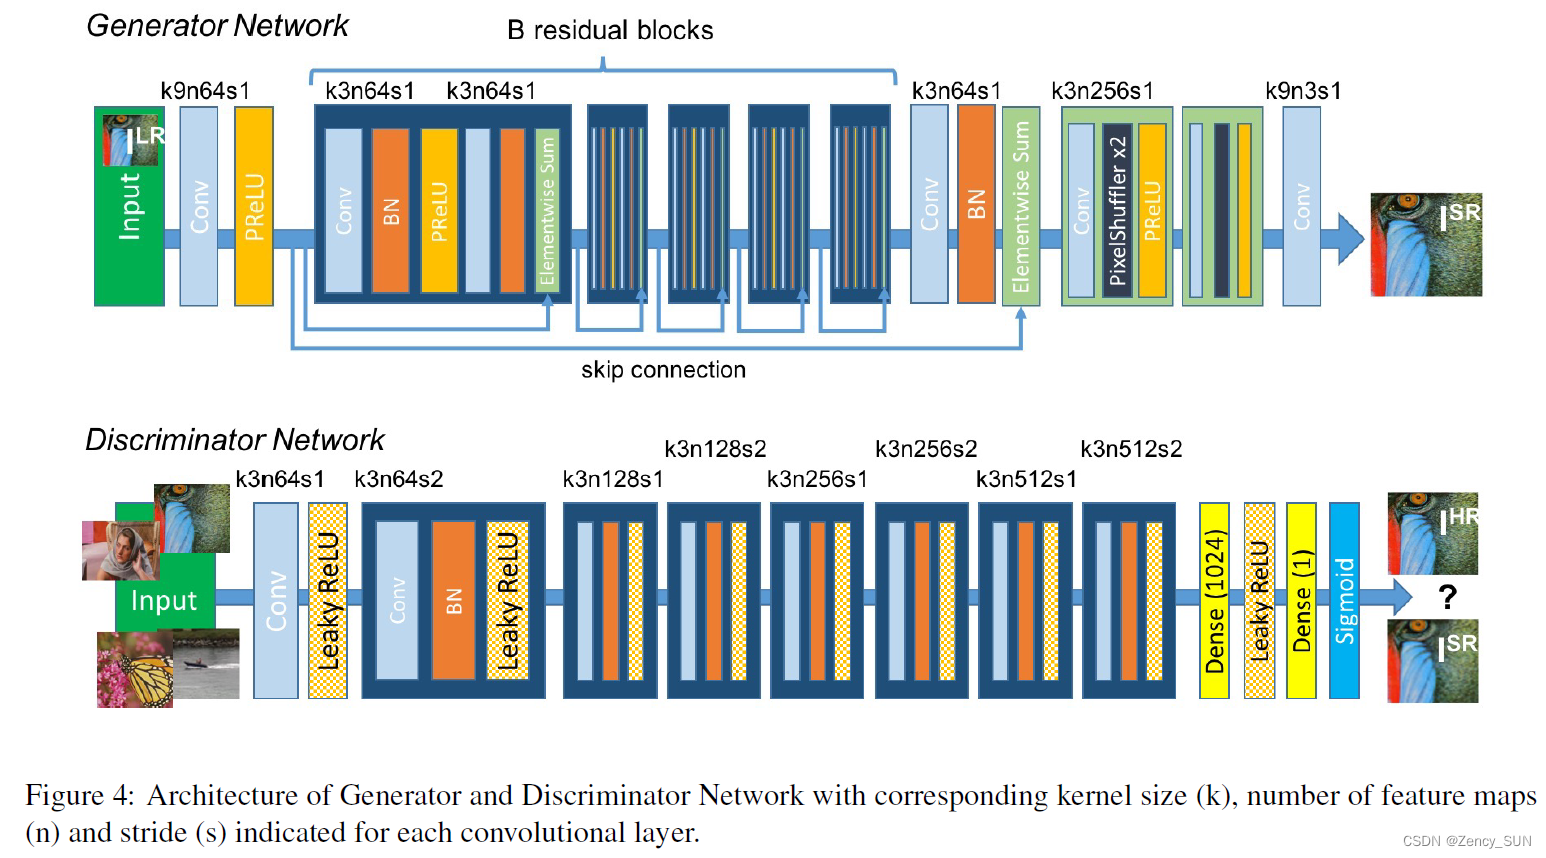 Generator Network
B residual blocks
k9n64s1
k3n64s1
k3n64s1
k3n64s1
k3n256s1
k9n3s1
I LR
Input
Conv
PReLU
Conv
BN
PReLU
Elementwise Sum
Conv
BN
Elementwise Sum
Conv
PixelShuffler x2
PReLU
Conv
I SR
skip connection
Discriminator Network
k3n64s1
k3n64s2
k3n128s1
k3n128s2
k3n256s1
k3n256s2
k3n512s1
k3n512s2
Input
Conv
Leaky ReLU
Conv
BN
Leaky ReLU
Dense (1024)
Leaky ReLU
Dense (1)
Sigmoid
I HR
?
I SR
Figure 4: Architecture of Generator and Discriminator Network with corresponding kernel size (k), number of feature maps
(n) and stride (s) indicated for each convolutional layer.
CSDN @Zency_SUN